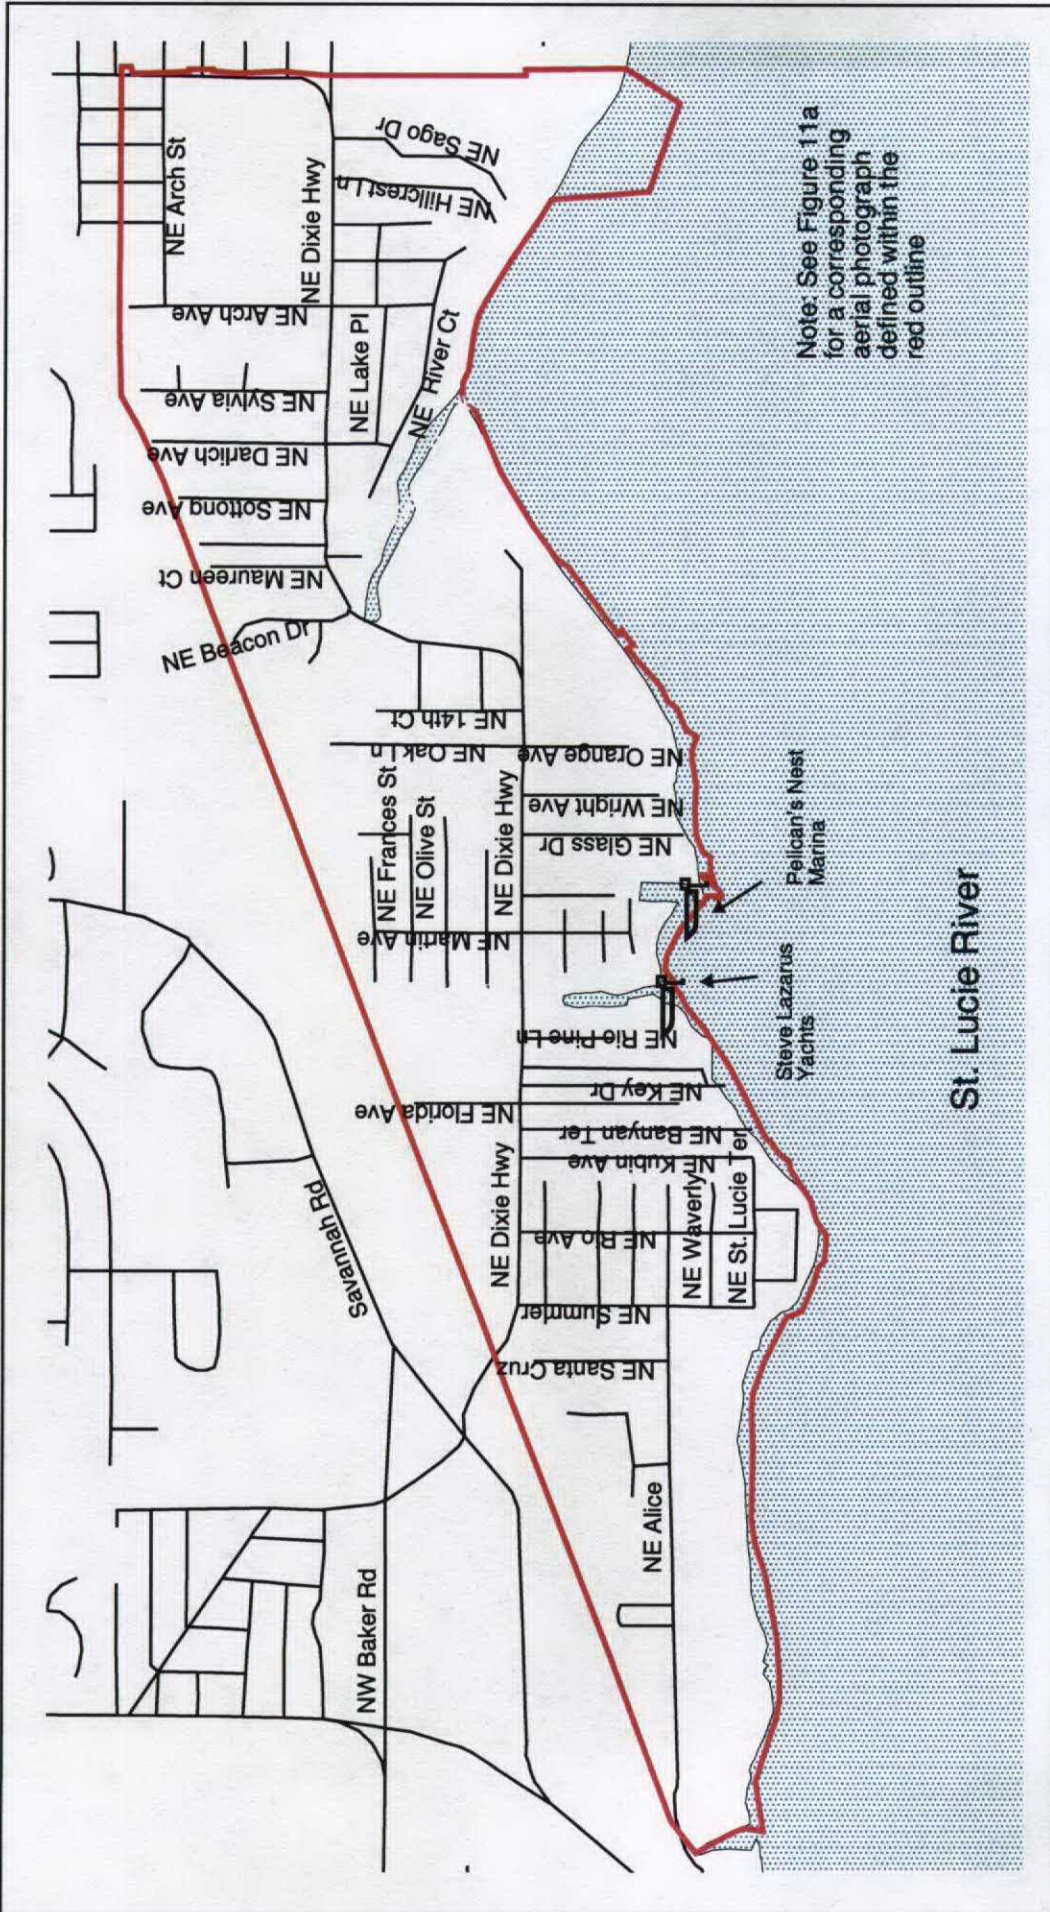 NE Arch St
NE Dixie Hwy
NE Sago Dr
NE Hillcrest Ln
NE Arch Ave
NE Lake Pl
NE River Ct
NE Sylvia Ave
NE Darlich Ave
NE Sottong Ave
NE Maureen Ct
NE Beacon Dr
NE 14th Ct
NE Oak Ln
NE Orange Ave
NE Frances St
NE Olive St
NE Dixie Hwy
NE Wright Ave
NE Glass Dr
NE Martin Ave
Pelican's Nest
Marina
Steve Lazarus
Yachts
NE Rio Pine Ln
NE Key Dr
NE Florida Ave
NE Banyan Ter
NE Kubin Ave
NE Dixie Hwy
NE Rio Ave
NE Waverly
NE St. Lucie Ter
NE Summer
NE Santa Cruz
Savannah Rd
NE Alice
NW Baker Rd
St. Lucie River
Note: See Figure 11a
for a corresponding
aerial photograph
defined within the
red outline